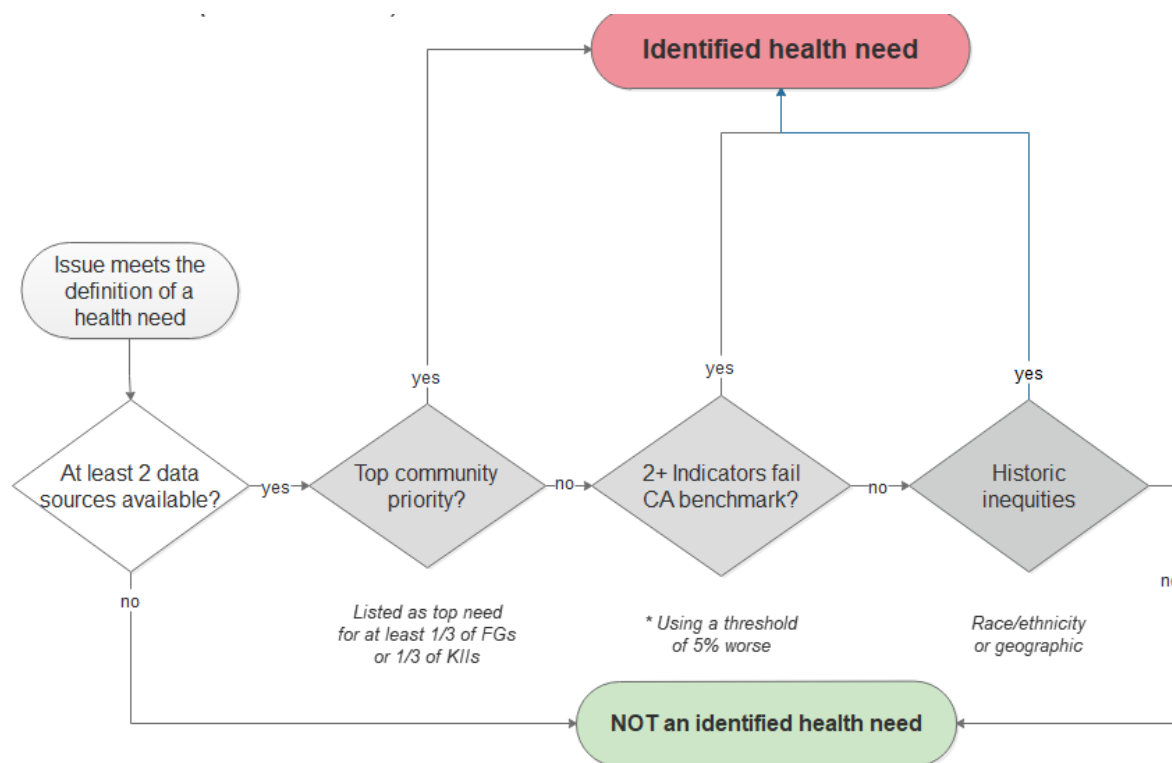 Identified health need
Issue meets the
definition of a
health need
yes
yes
yes
At least 2 data
sources available?
yes
Top community
priority?
no
2+ Indicators fail
CA benchmark?
no
Historic
inequities
no
Listed as top need
for at least 1/3 of FGs
or 1/3 of KIIs
* Using a threshold
of 5% worse
Race/ethnicity
or geographic
NOT an identified health need